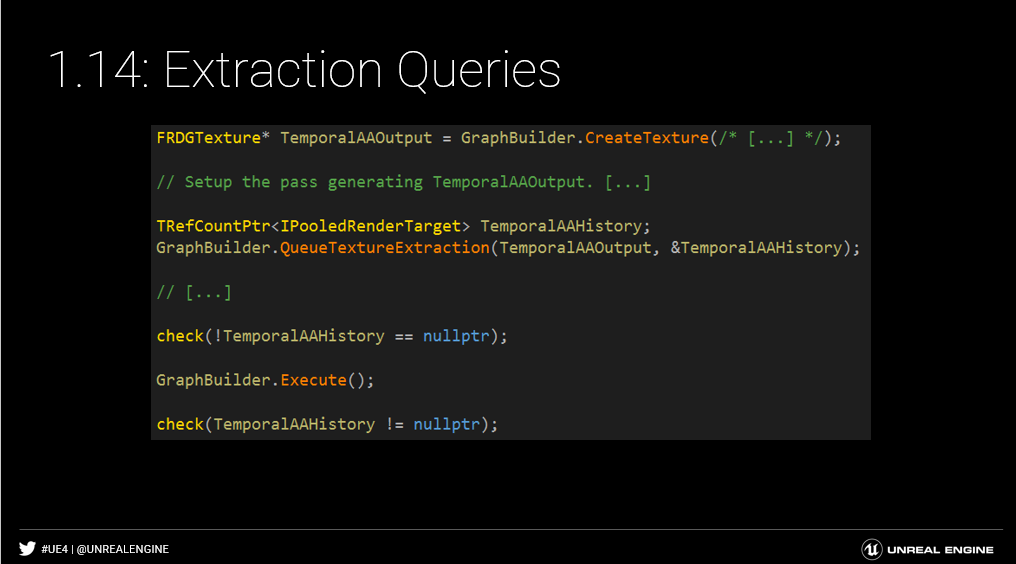 1.14: Extraction Queries
FRDGTexture* TemporalAAOutput = GraphBuilder.CreateTexture(/* [...] */);
// Setup the pass generating TemporalAAOutput. [...]
TRefCountPtr<IPooledRenderTarget> TemporalAAHistory;
GraphBuilder.QueueTextureExtraction(TemporalAAOutput, &TemporalAAHistory);
// [...]
check(!TemporalAAHistory == nullptr);
GraphBuilder.Execute();
check(TemporalAAHistory != nullptr);
#UE4 | @UNREALENGINE
UNREAL ENGINE